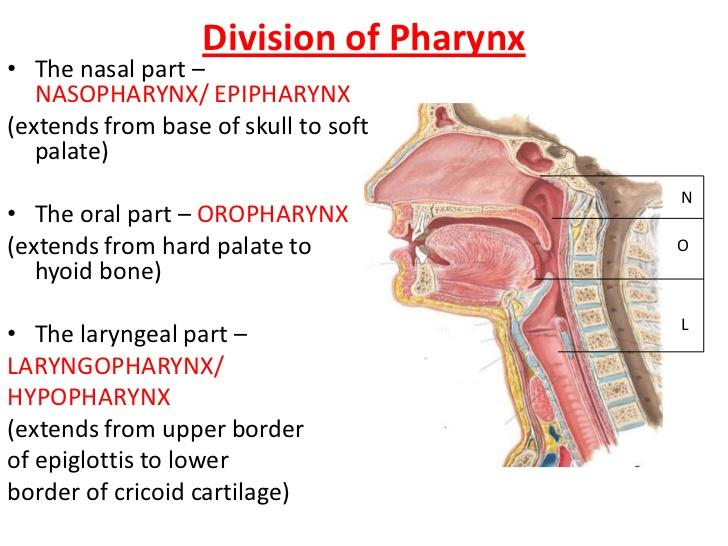 Division of Pharynx
• The nasal part –
NASOPHARYNX/ EPIPHARYNX
(extends from base of skull to soft
palate)
• The oral part – OROPHARYNX
(extends from hard palate to
hyoid bone)
• The laryngeal part –
LARYNGOPHARYNX/
HYPOPHARYNX
(extends from upper border
of epiglottis to lower
border of cricoid cartilage)
N
O
L